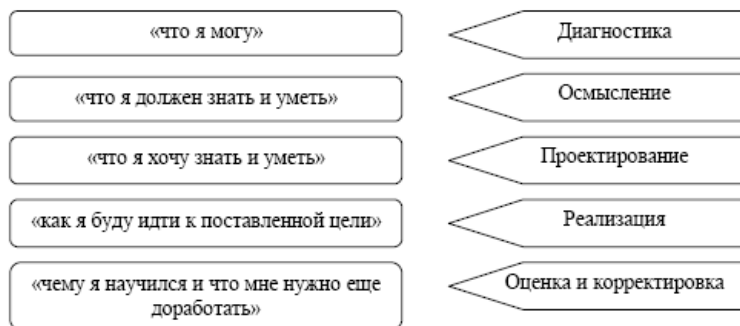 «что я могу»
Диагностика
«что я должен знать и уметь»
Осмысление
«что я хочу знать и уметь»
Проектирование
«как я буду идти к поставленной цели»
Реализация
«чему я научился и что мне нужно еще
доработать»
Оценка и корректировка